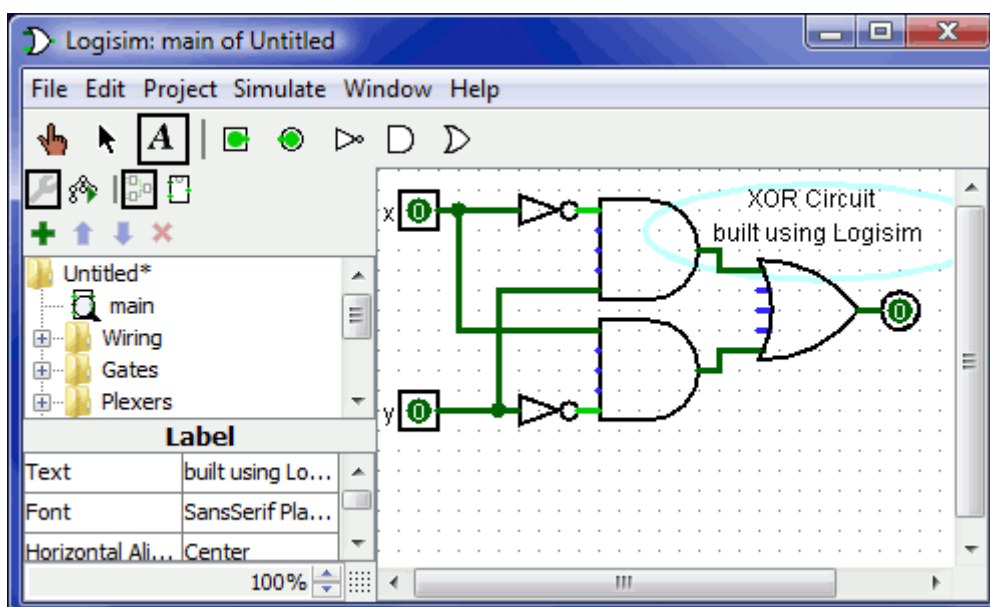 Logisim: main of Untitled
File Edit Project Simulate Window Help
A
Untitled*
main
Wiring
Gates
Plexers
Label
Text built using Lo...
Font SansSerif Pla...
Horizontal Ali... Center
100%
XOR Circuit
built using Logisim
x 0
0
y 0